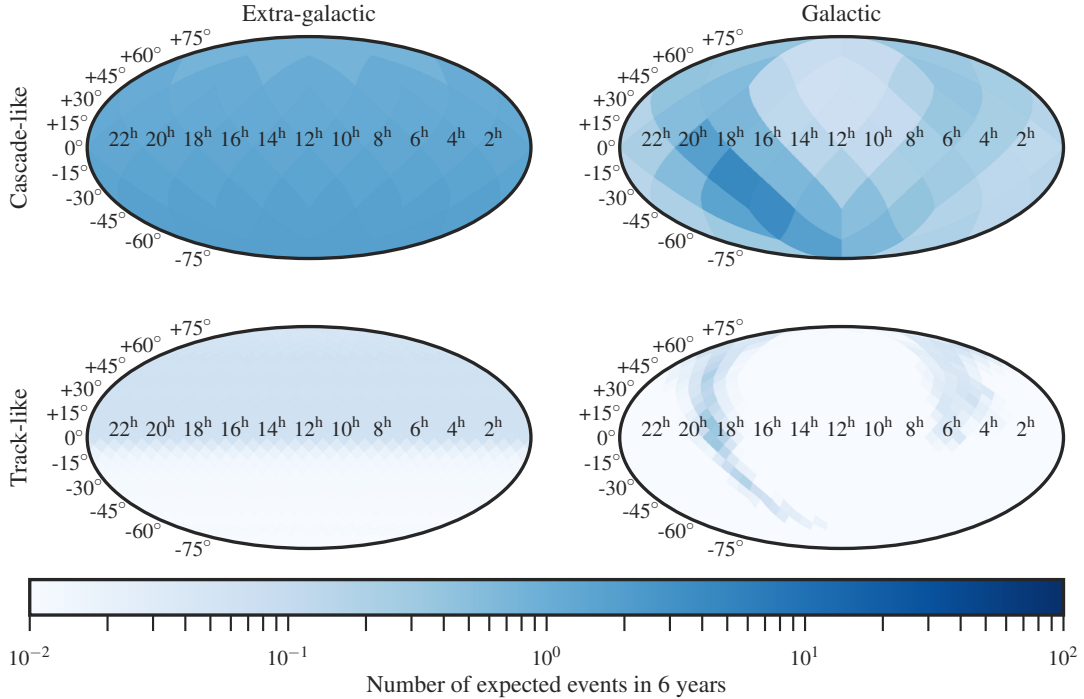 Extra-galactic Galactic
Cascade-like
+75° +75°
+60° +60°
+45° +45°
+30° +30°
+15° +15°
0° 22h 20h 18h 16h 14h 12h 10h 8h 6h 4h 2h 0° 22h 20h 18h 16h 14h 12h 10h 8h 6h 4h 2h
-15° -15°
-30° -30°
-45° -45°
-60° -60°
-75° -75°
Track-like
+75° +75°
+60° +60°
+45° +45°
+30° +30°
+15° +15°
0° 22h 20h 18h 16h 14h 12h 10h 8h 6h 4h 2h 0° 22h 20h 18h 16h 14h 12h 10h 8h 6h 4h 2h
-15° -15°
-30° -30°
-45° -45°
-60° -60°
-75° -75°
10⁻² 10⁻¹ 10⁰ 10¹ 10²
Number of expected events in 6 years